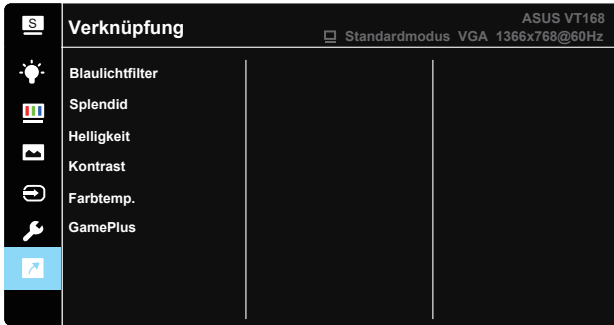 S
Verknüpfung
ASUS VT168
Standardmodus VGA 1366x768@60Hz
Blaulichtfilter
Splendid
Helligkeit
Kontrast
Farbtemp.
GamePlus